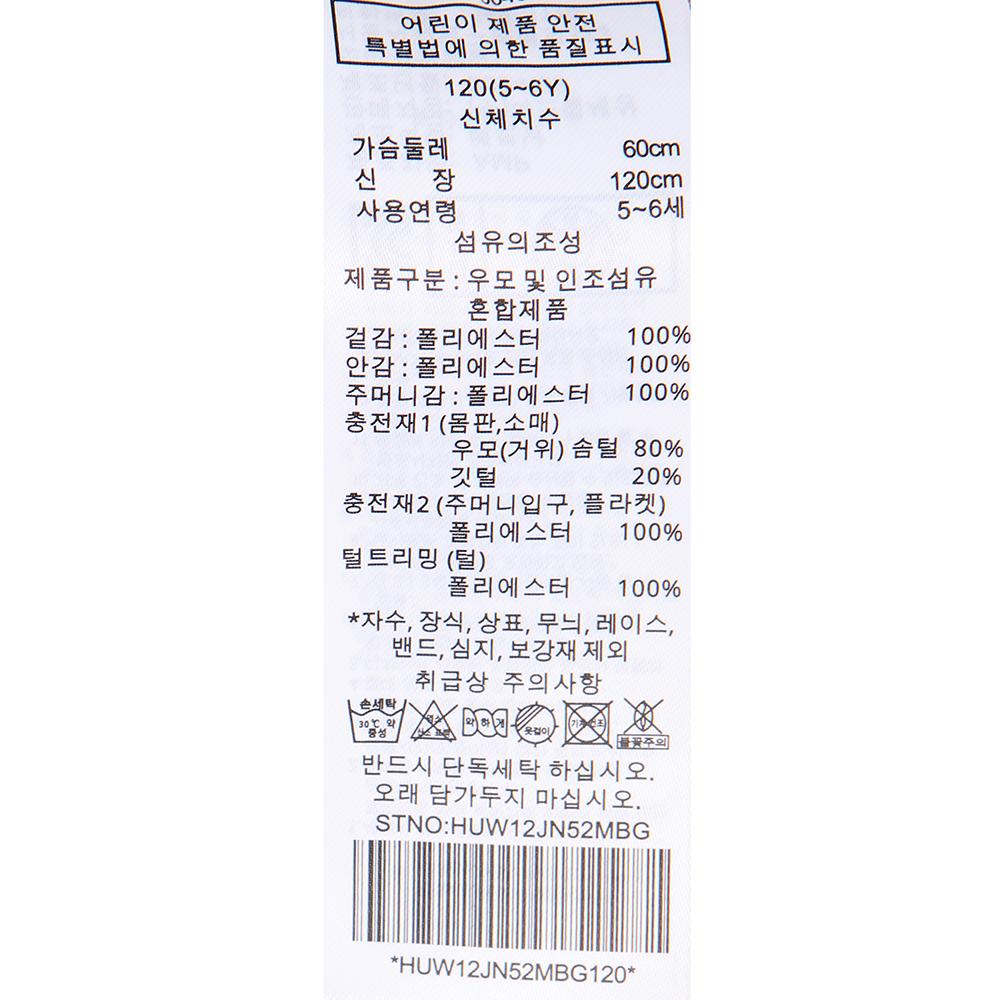 어린이 제품 안전
특별법에 의한 품질표시
120(5~6Y)
신체치수
가슴둘레 60cm
신 장 120cm
사용연령 5~6세
섬유의조성
제품구분 : 우모 및 인조섬유
혼합제품
겉감 : 폴리에스터 100%
안감 : 폴리에스터 100%
주머니감 : 폴리에스터 100%
충전재1 (몸판,소매)
우모(거위) 솜털 80%
깃털 20%
충전재2 (주머니입구, 플라켓)
폴리에스터 100%
털트리밍 (털)
폴리에스터 100%
*자수, 장식, 상표, 무늬, 레이스,
밴드, 심지, 보강재 제외
취급상 주의사항
손세탁
30℃ 약
중성
염소
산소 표백
약하게
옷걸이
기계건조
불꽃주의
반드시 단독세탁 하십시오.
오래 담가두지 마십시오.
STNO:HUW12JN52MBG
*HUW12JN52MBG120*